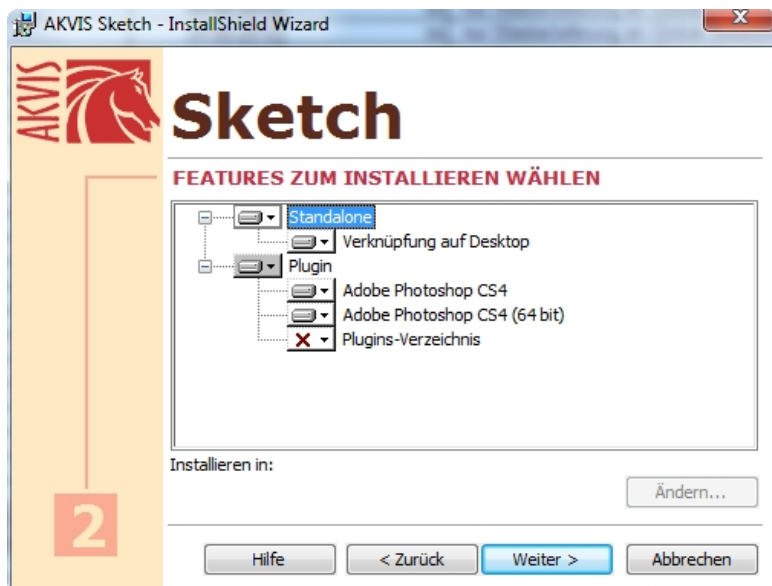 AKVIS Sketch - InstallShield Wizard
AKVIS
Sketch
FEATURES ZUM INSTALLIEREN WÄHLEN
Standalone
Verknüpfung auf Desktop
Plugin
Adobe Photoshop CS4
Adobe Photoshop CS4 (64 bit)
Plugins-Verzeichnis
Installieren in:
Ändern...
2
Hilfe
< Zurück
Weiter >
Abbrechen